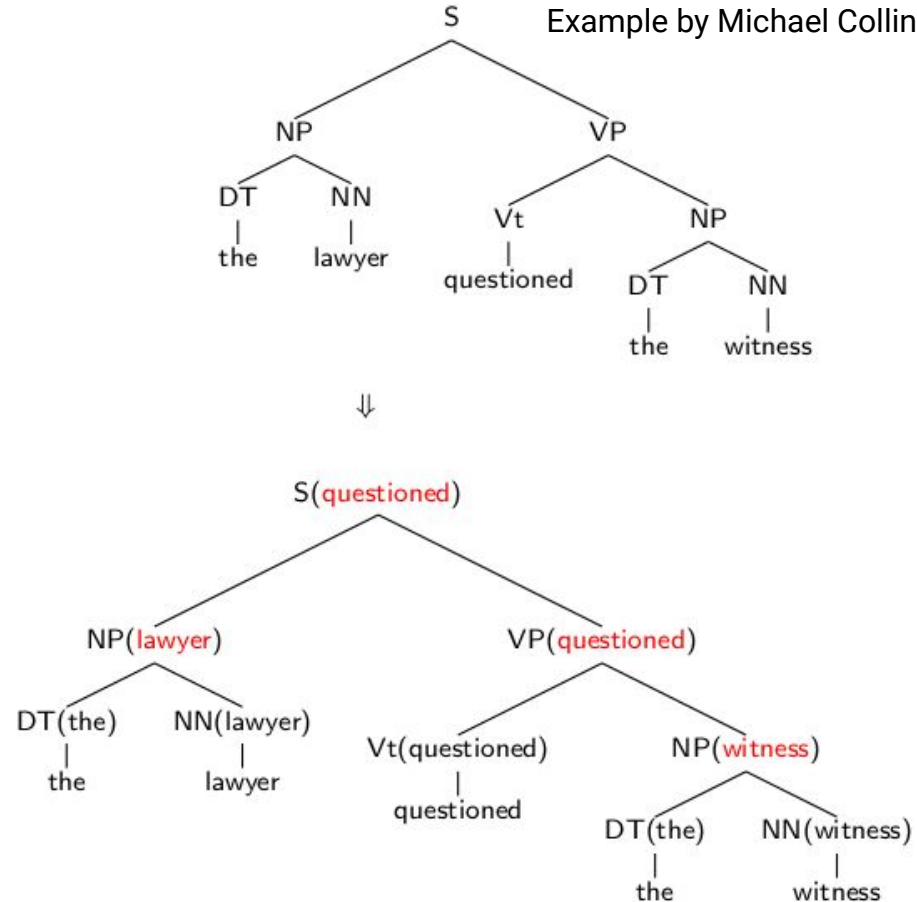 S
Example by Michael Collin
NP VP
DT NN
Vt NP
the lawyer
questioned
DT NN
the witness
⇓
S(questioned)
NP(lawyer) VP(questioned)
DT(the) NN(lawyer)
Vt(questioned) NP(witness)
the lawyer
questioned
DT(the) NN(witness)
the witness